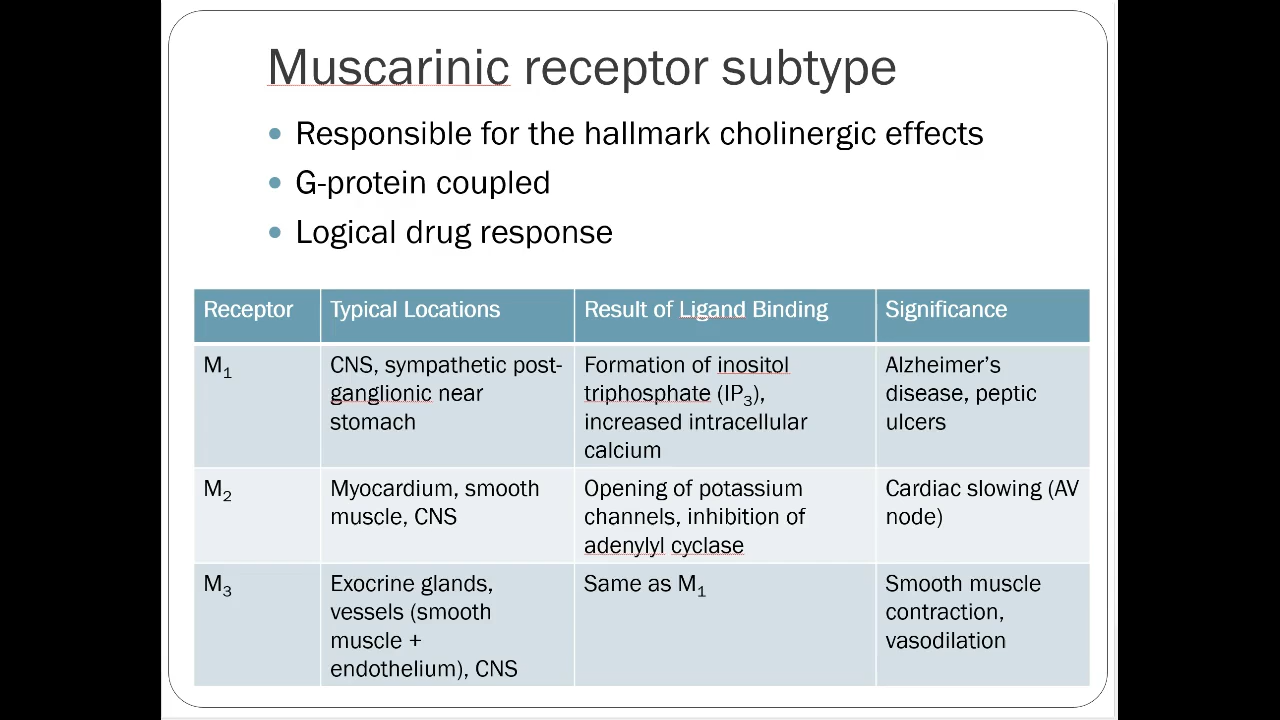 Muscarinic receptor subtype
Responsible for the hallmark cholinergic effects
G-protein coupled
Logical drug response
Receptor
Typical Locations
Result of Ligand Binding
Significance
M₁
CNS, sympathetic post-
ganglionic near
stomach
Formation of inositol
triphosphate (IP₃),
increased intracellular
calcium
Alzheimer’s
disease, peptic
ulcers
M₂
Myocardium, smooth
muscle, CNS
Opening of potassium
channels, inhibition of
adenylyl cyclase
Cardiac slowing (AV
node)
M₃
Exocrine glands,
vessels (smooth
muscle +
endothelium), CNS
Same as M₁
Smooth muscle
contraction,
vasodilation